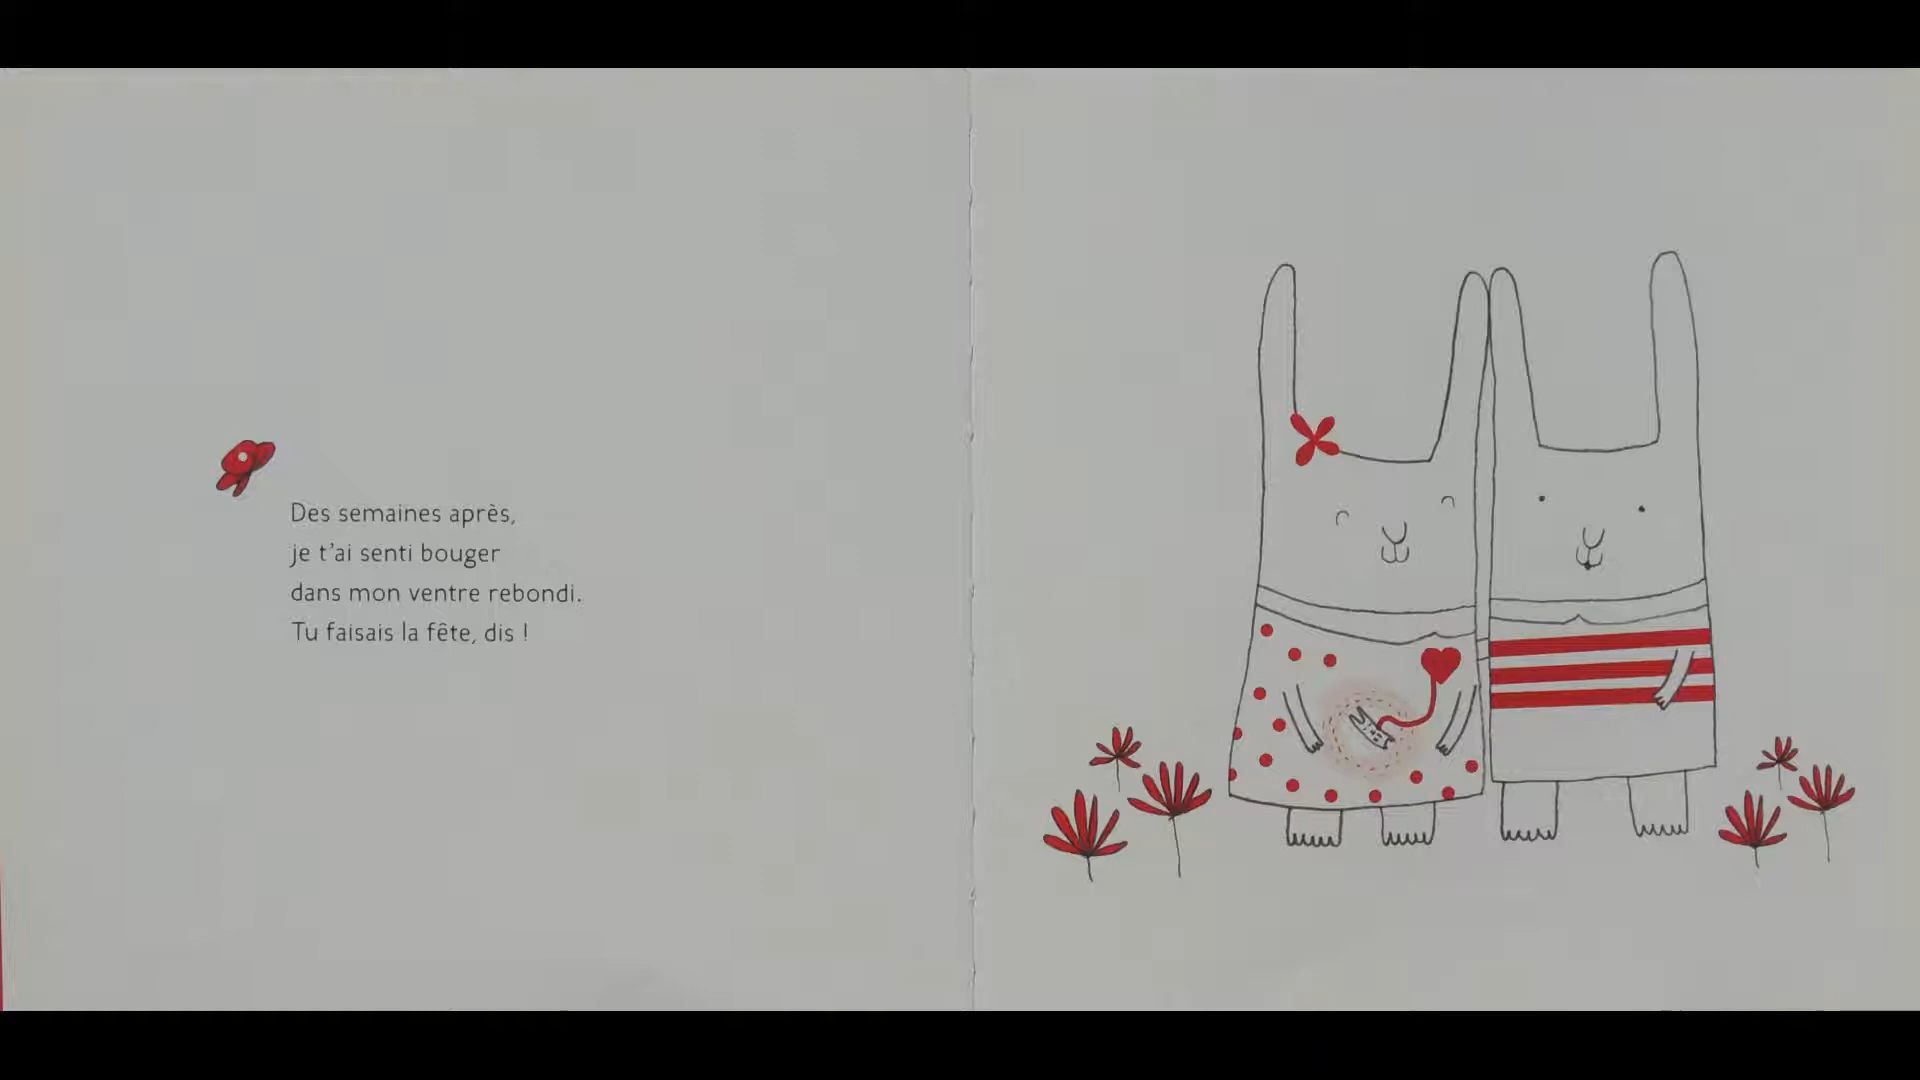 Des semaines après,
je t'ai senti bouger
dans mon ventre rebondi.
Tu faisais la fête, dis !